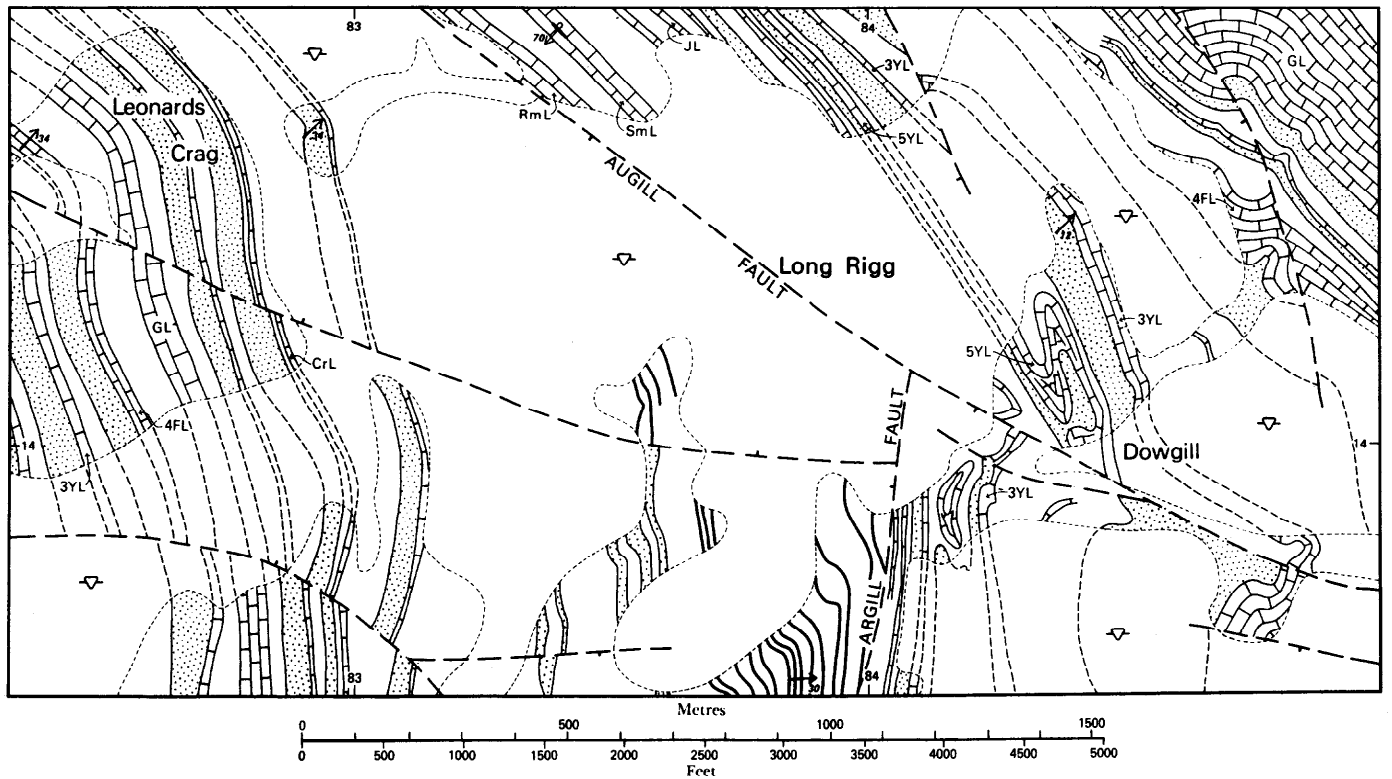 83
84
70
JL
3YL
GL
Leonards
Crag
34
34
RmL
SmL
5YL
AUGILL
FAULT
4FL
Long Rigg
12
GL
3YL
5YL
CrL
4FL
FAULT
14
14
Dowgill
3YL
3YL
ARGILL
30
83
84
Metres
0 500 1000 1500
0 500 1000 1500 2000 2500 3000 3500 4000 4500 5000
Feet